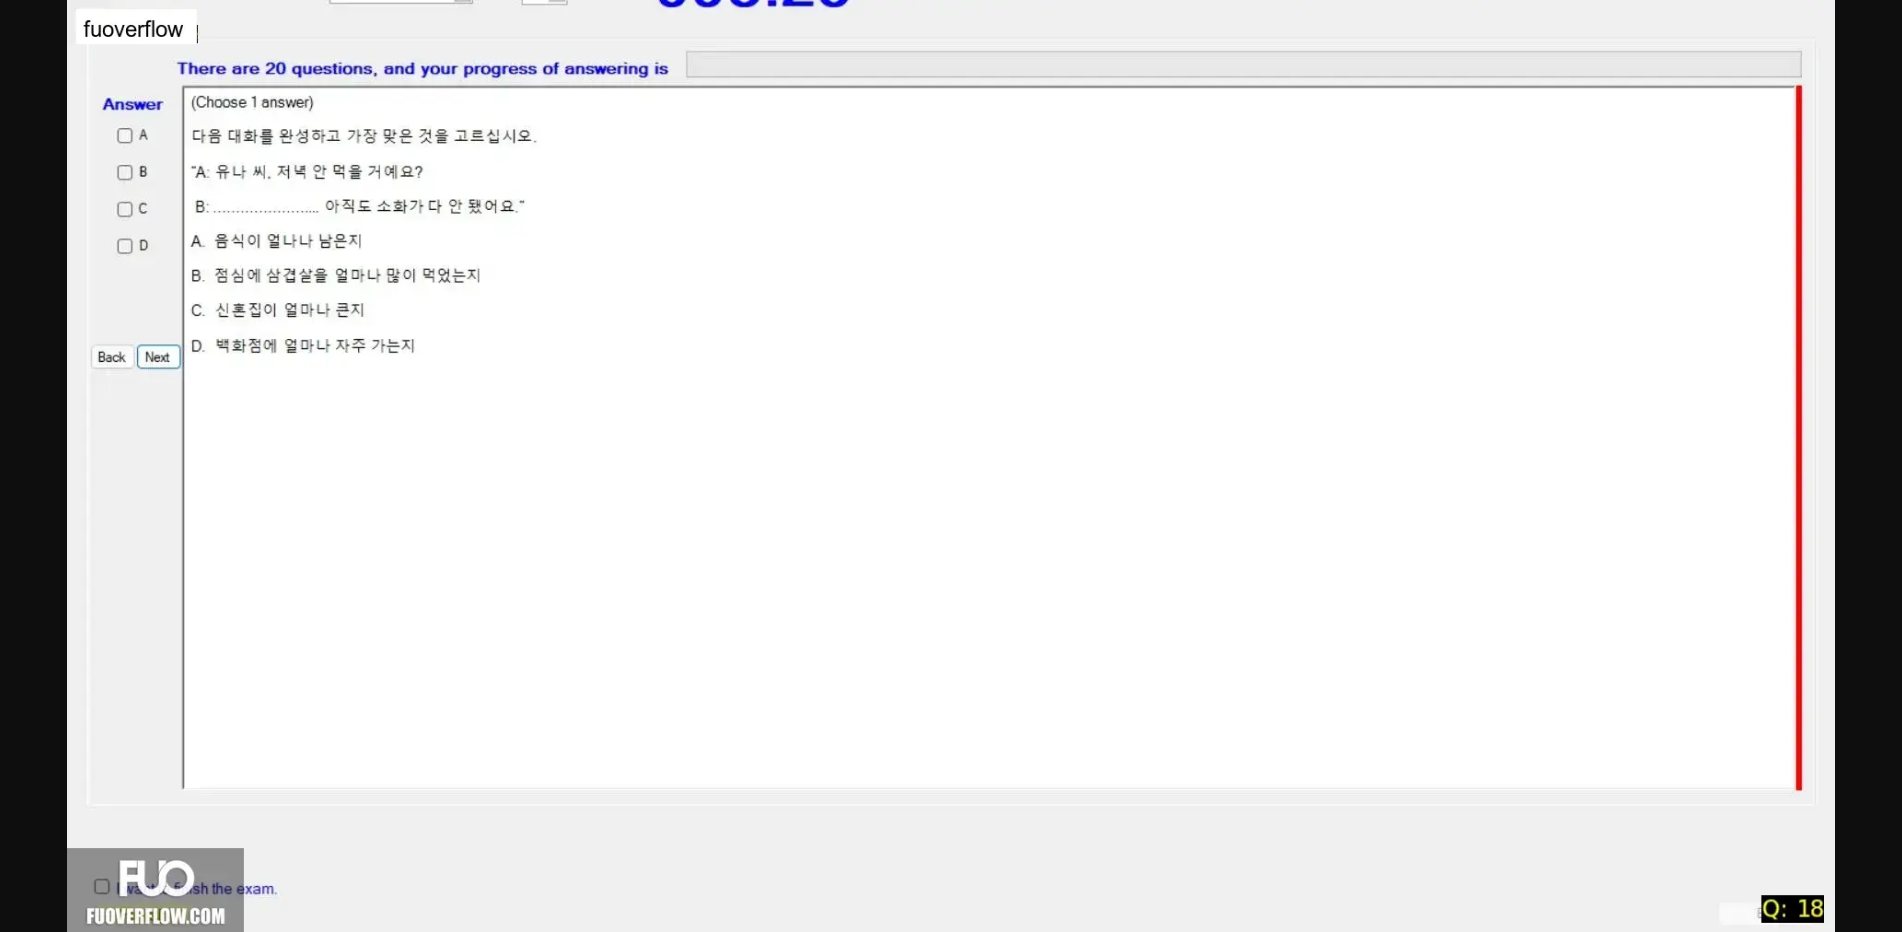 fuoverflow
There are 20 questions, and your progress of answering is
Answer
(Choose 1 answer)
A
다음 대화를 완성하고 가장 맞은 것을 고르십시오.
B
“A: 유나 씨, 저녁 안 먹을 거예요?
C
B: ........................ 아직도 소화가 다 안 됐어요.”
D
A. 음식이 얼나나 남은지
B. 점심에 삼겹살을 얼마나 많이 먹었는지
C. 신혼집이 얼마나 큰지
D. 백화점에 얼마나 자주 가는지
Back Next
FUO
the exam.
FUOVERFLOW.COM
Q: 18